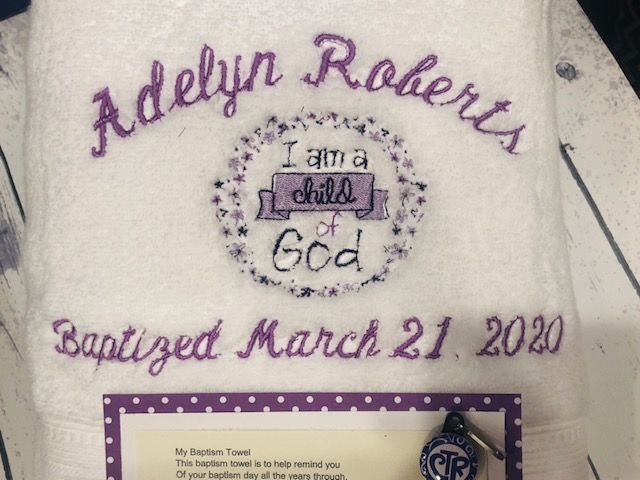 Adelyn Roberts
I am a
child
of
God
Baptized March 21, 2020
My Baptism Towel
This baptism towel is to help remind you
Of your baptism day all the years through.
CTR